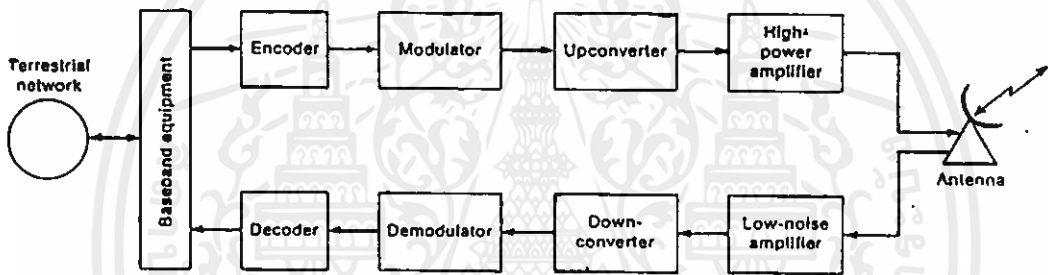 Terrestrial
network
Baseband equipment
Encoder
Modulator
Upconverter
High-
power
amplifier
Antenna
Decoder
Demodulator
Down-
converter
Low-noise
amplifier